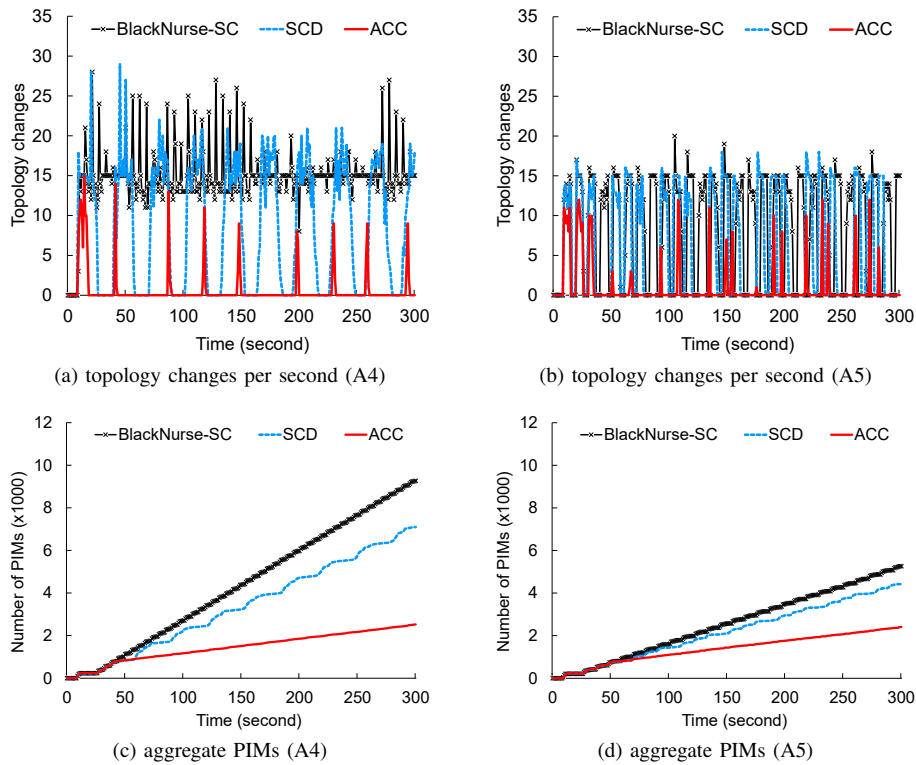 BlackNurse-SC SCD ACC
35
30
25
20
15
10
5
0
Topology changes
0 50 100 150 200 250 300
Time (second)
(a) topology changes per second (A4)
BlackNurse-SC SCD ACC
35
30
25
20
15
10
5
0
Topology changes
0 50 100 150 200 250 300
Time (second)
(b) topology changes per second (A5)
BlackNurse-SC SCD ACC
12
10
8
6
4
2
0
Number of PIMs (x1000)
0 50 100 150 200 250 300
Time (second)
(c) aggregate PIMs (A4)
BlackNurse-SC SCD ACC
12
10
8
6
4
2
0
Number of PIMs (x1000)
0 50 100 150 200 250 300
Time (second)
(d) aggregate PIMs (A5)